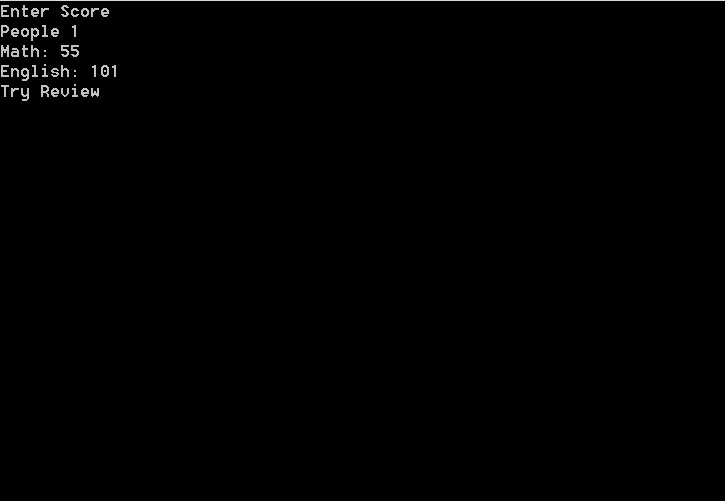 Enter Score
People 1
Math: 55
English: 101
Try Review